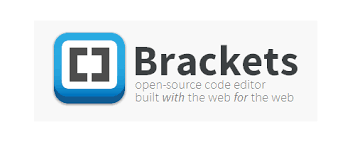 Brackets
open-source code editor
built with the web for the web